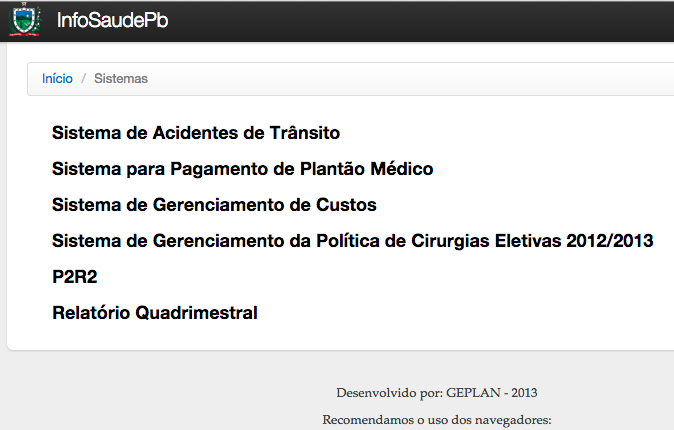 InfoSaudePb
Início / Sistemas
Sistema de Acidentes de Trânsito
Sistema para Pagamento de Plantão Médico
Sistema de Gerenciamento de Custos
Sistema de Gerenciamento da Política de Cirurgias Eletivas 2012/2013
P2R2
Relatório Quadrimestral
Desenvolvido por: GEPLAN - 2013
Recomendamos o uso dos navegadores: